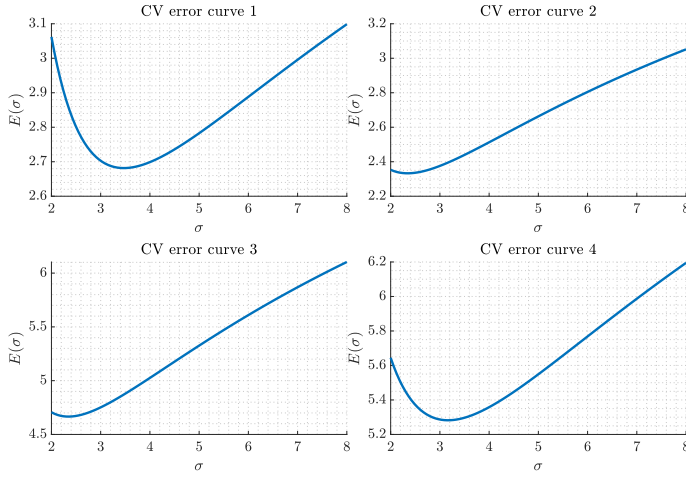 CV error curve 1
3.1
3
2.9
2.8
2.7
2.6
E(σ)
2 3 4 5 6 7 8
σ
CV error curve 2
3.2
3
2.8
2.6
2.4
2.2
E(σ)
2 3 4 5 6 7 8
σ
CV error curve 3
6
5.5
5
4.5
E(σ)
2 3 4 5 6 7 8
σ
CV error curve 4
6.2
6
5.8
5.6
5.4
5.2
E(σ)
2 3 4 5 6 7 8
σ